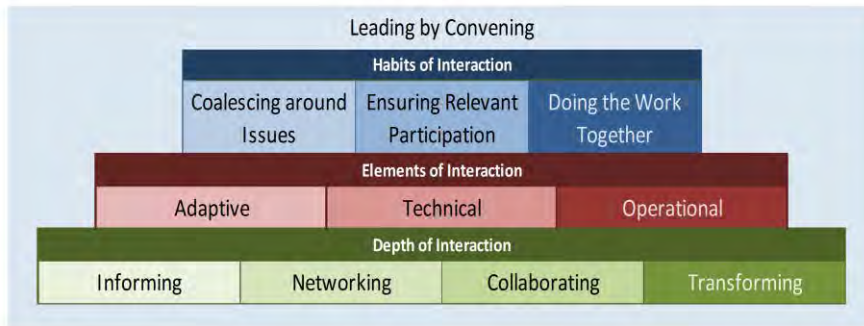 Leading by Convening
Habits of Interaction
Coalescing around
Issues
Ensuring Relevant
Participation
Doing the Work
Together
Elements of Interaction
Adaptive
Technical
Operational
Depth of Interaction
Informing
Networking
Collaborating
Transforming